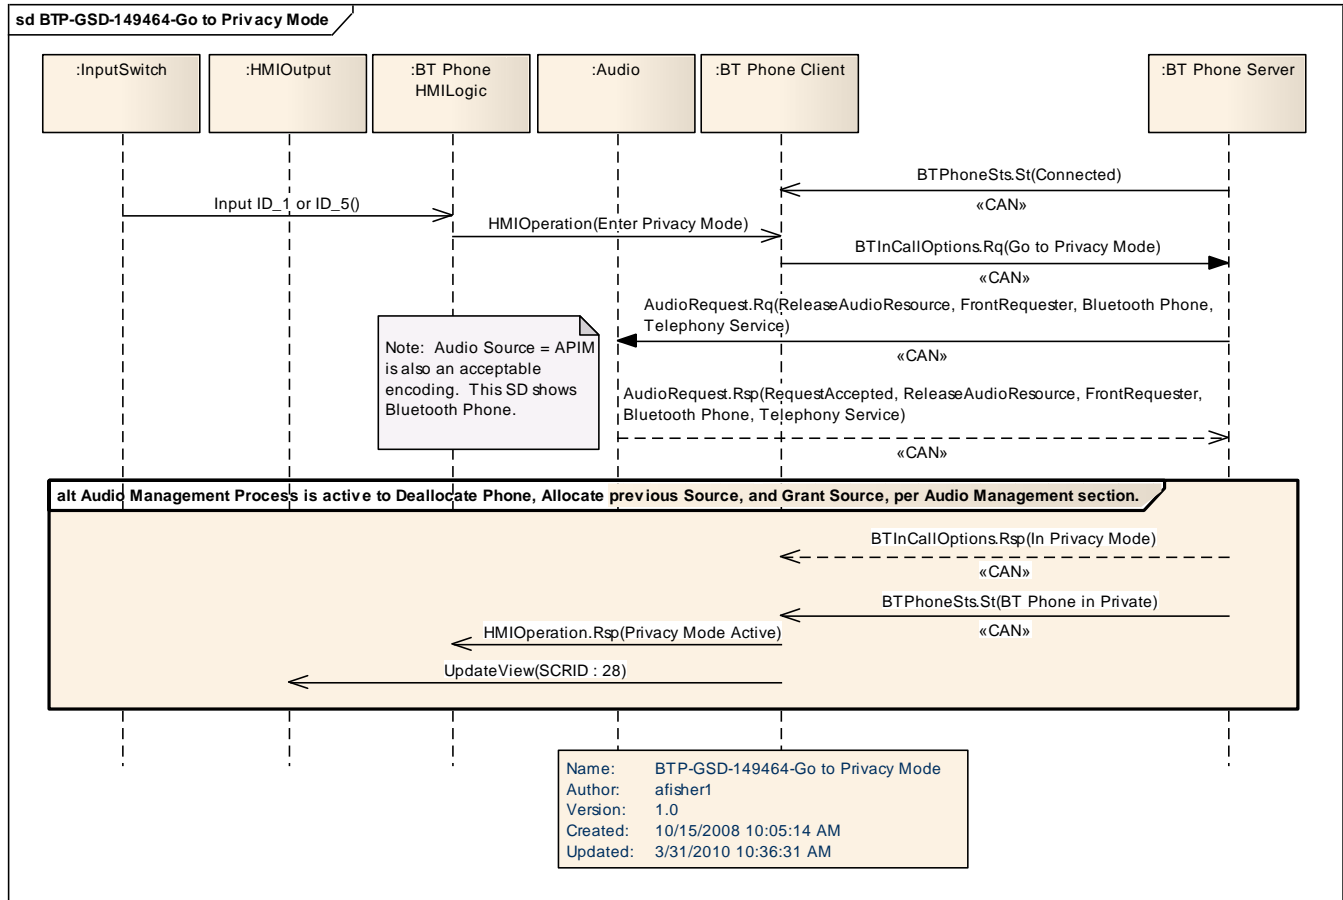 sd BTP-GSD-149464-Go to Privacy Mode
:InputSwitch
:HMIOutput
:BT Phone
HMILogic
:Audio
:BT Phone Client
:BT Phone Server
BTPhoneSts.St(Connected)
«CAN»
Input ID_1 or ID_5()
HMIOperation(Enter Privacy Mode)
BTInCallOptions.Rq(Go to Privacy Mode)
«CAN»
AudioRequest.Rq(ReleaseAudioResource, FrontRequester, Bluetooth Phone,
Telephony Service)
«CAN»
Note:  Audio Source = APIM
is also an acceptable
encoding.  This SD shows
Bluetooth Phone.
AudioRequest.Rsp(RequestAccepted, ReleaseAudioResource, FrontRequester,
Bluetooth Phone, Telephony Service)
«CAN»
alt Audio Management Process is active to Deallocate Phone, Allocate previous Source, and Grant Source, per Audio Management section.
BTInCallOptions.Rsp(In Privacy Mode)
«CAN»
BTPhoneSts.St(BT Phone in Private)
«CAN»
HMIOperation.Rsp(Privacy Mode Active)
UpdateView(SCRID : 28)
Name: BTP-GSD-149464-Go to Privacy Mode
Author: afisher1
Version: 1.0
Created: 10/15/2008 10:05:14 AM
Updated: 3/31/2010 10:36:31 AM